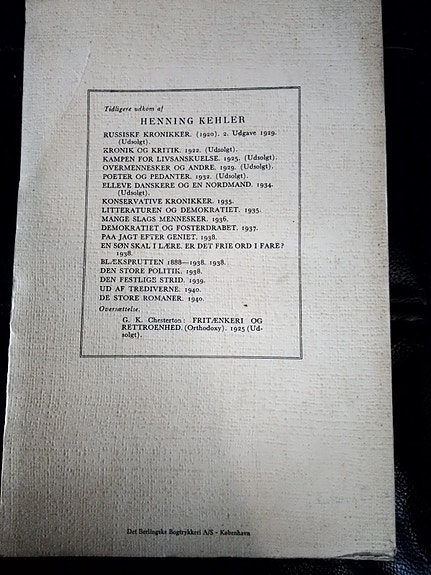 Tidligere udkom af
HENNING KEHLER
RUSSISKE KRONIKKER. (1920). 2. Udgave 1929.
(Udsolgt).
KRONIK OG KRITIK. 1922. (Udsolgt).
KAMPEN FOR LIVSANSKUELSE. 1925. (Udsolgt).
OVERMENNESKER OG ANDRE. 1929. (Udsolgt).
POETER OG PEDANTER. 1932. (Udsolgt).
ELLEVE DANSKERE OG EN NORDMAND. 1934.
(Udsolgt).
KONSERVATIVE KRONIKKER. 1935.
LITTERATUREN OG DEMOKRATIET. 1935.
MANGE SLAGS MENNESKER. 1936.
DEMOKRATIET OG FOSTERDRABET. 1937.
PAA JAGT EFTER GENIET. 1938.
EN SØN SKAL I LÆRE. ER DET FRIE ORD I FARE?
1938.
BLÆKSPRUTTEN 1888—1938. 1938.
DEN STORE POLITIK. 1938.
DEN FESTLIGE STRID. 1939.
UD AF TREDIVERNE. 1940.
DE STORE ROMANER. 1940.
Oversættelse.
G. K. Chesterton: FRITÆNKERI OG
RETTROENHED. (Orthodoxy). 1925 (Ud-
solgt).
Det Berlingske Bogtrykkeri A/S - København